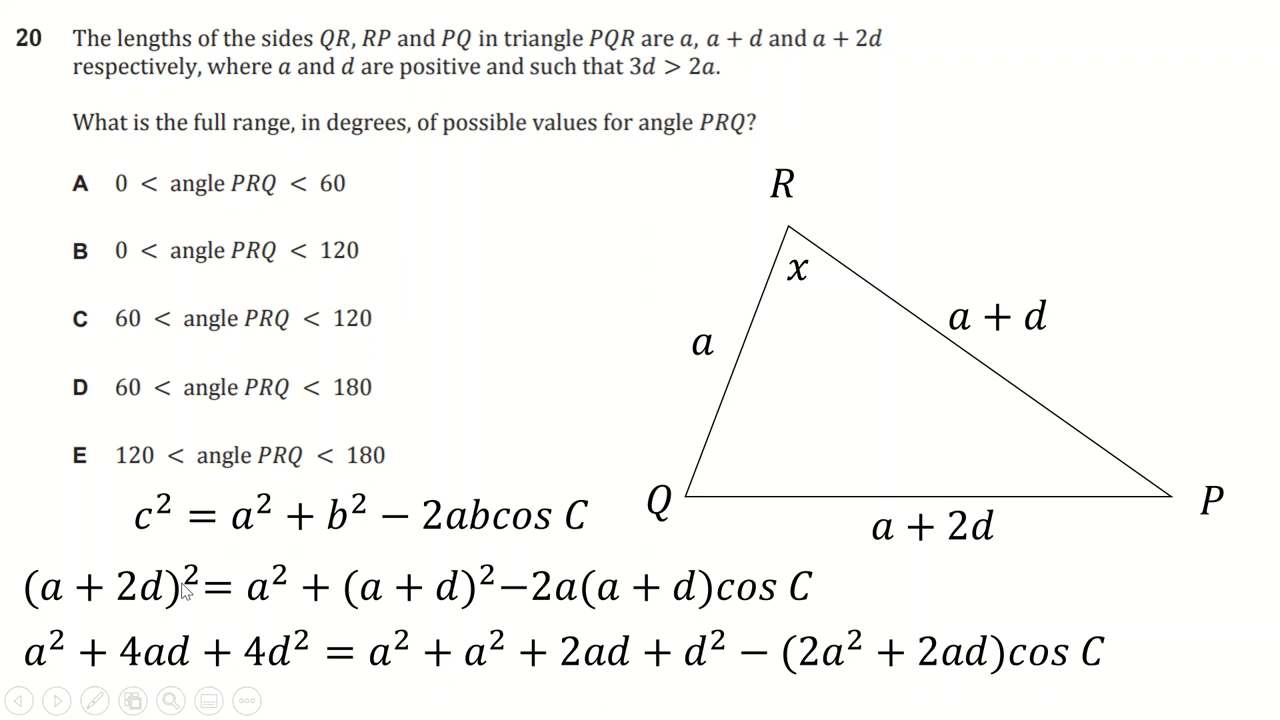 20 The lengths of the sides QR, RP and PQ in triangle PQR are a, a + d and a + 2d
respectively, where a and d are positive and such that 3d > 2a.
What is the full range, in degrees, of possible values for angle PRQ?
A 0 < angle PRQ < 60
B 0 < angle PRQ < 120
C 60 < angle PRQ < 120
D 60 < angle PRQ < 180
E 120 < angle PRQ < 180
R
x
a
a + d
Q
P
a + 2d
c² = a² + b² − 2abcos C
(a + 2d)² = a² + (a + d)² −2a(a + d)cos C
a² + 4ad + 4d² = a² + a² + 2ad + d² − (2a² + 2ad)cos C